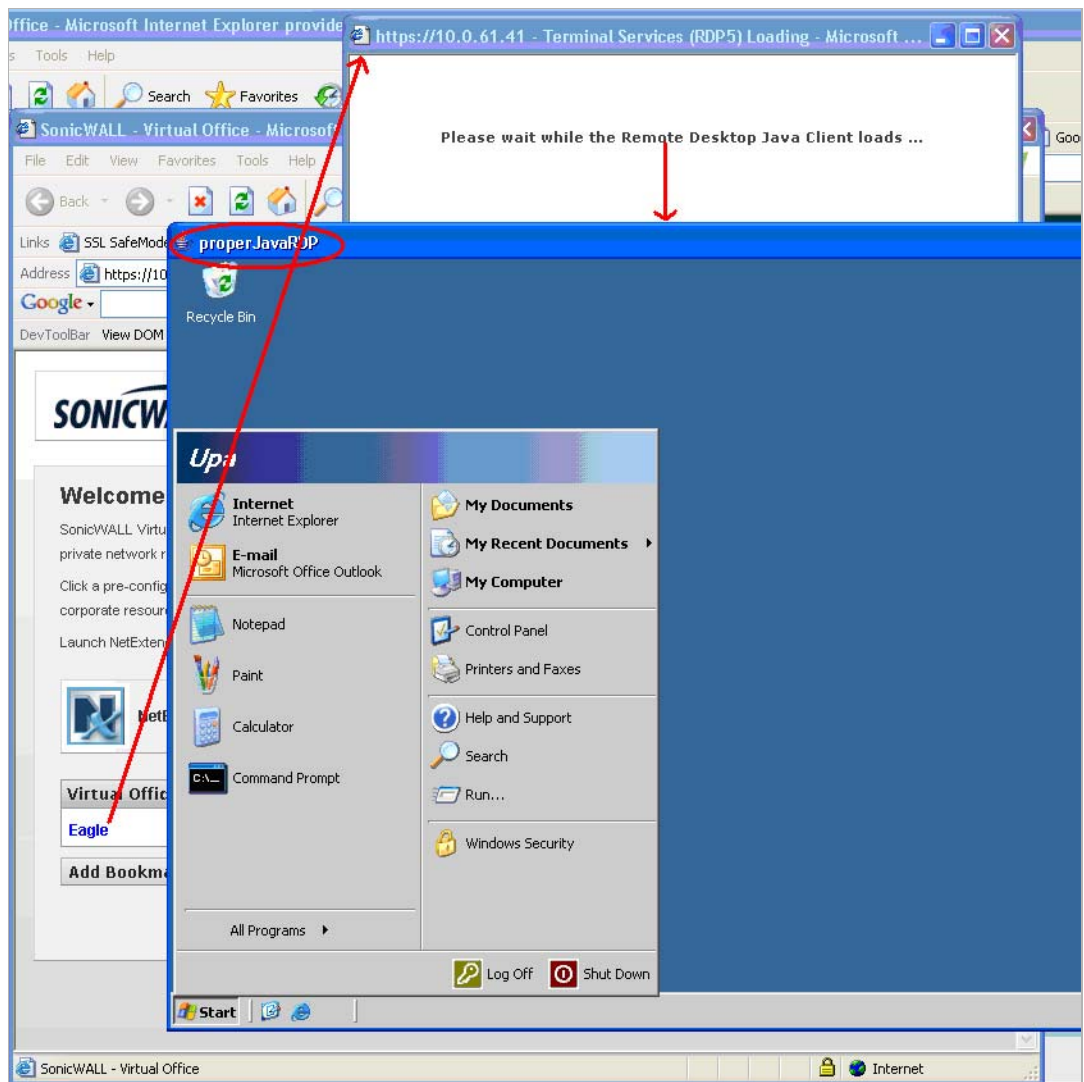 Office - Microsoft Internet Explorer provide
Tools Help
Search Favorites
https://10.0.61.41 - Terminal Services (RDP5) Loading - Microsoft ...
Please wait while the Remote Desktop Java Client loads ...
Goo
SonicWALL - Virtual Office - Microsof
File Edit View Favorites Tools Help
Back
Links SSL SafeMode
Address https://10
Google
DevToolBar View DOM
properJavaRDP
Recycle Bin
SONICW
Welcome
SonicWALL Virtu
private network r
Click a pre-config
corporate resour
Launch NetExten
NetE
Virtual Offic
Eagle
Add Bookma
Upa
Internet
Internet Explorer
E-mail
Microsoft Office Outlook
Notepad
Paint
Calculator
C:\_ Command Prompt
All Programs
My Documents
My Recent Documents
My Computer
Control Panel
Printers and Faxes
Help and Support
Search
Run...
Windows Security
Log Off Shut Down
Start
SonicWALL - Virtual Office
Internet